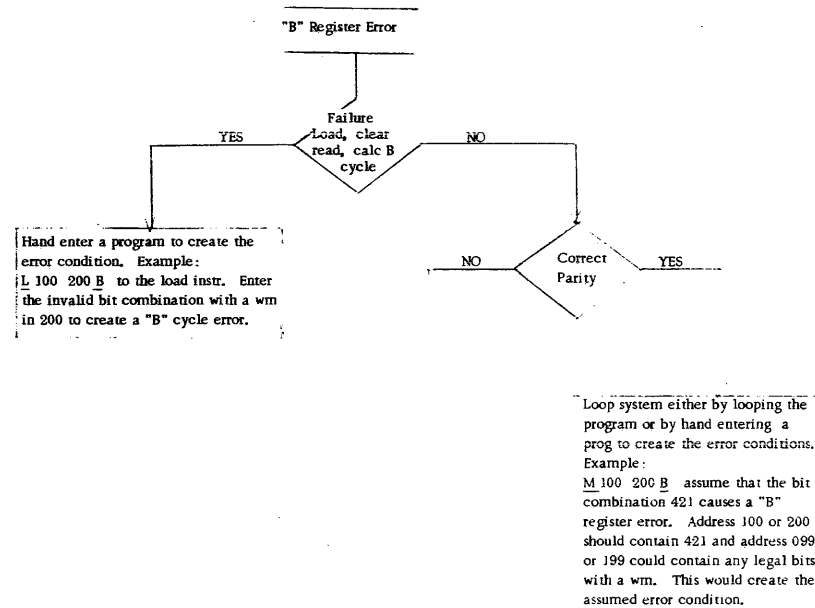 "B" Register Error
Failure
Load, clear
read, calc B
cycle
YES
NO
Hand enter a program to create the
error condition. Example:
L 100 200 B to the load instr. Enter
the invalid bit combination with a wm
in 200 to create a "B" cycle error.
Correct
Parity
NO
YES
Loop system either by looping the
program or by hand entering a
prog to create the error conditions.
Example:
M 100 200 B assume that the bit
combination 421 causes a "B"
register error. Address 100 or 200
should contain 421 and address 099
or 199 could contain any legal bits
with a wm. This would create the
assumed error condition.